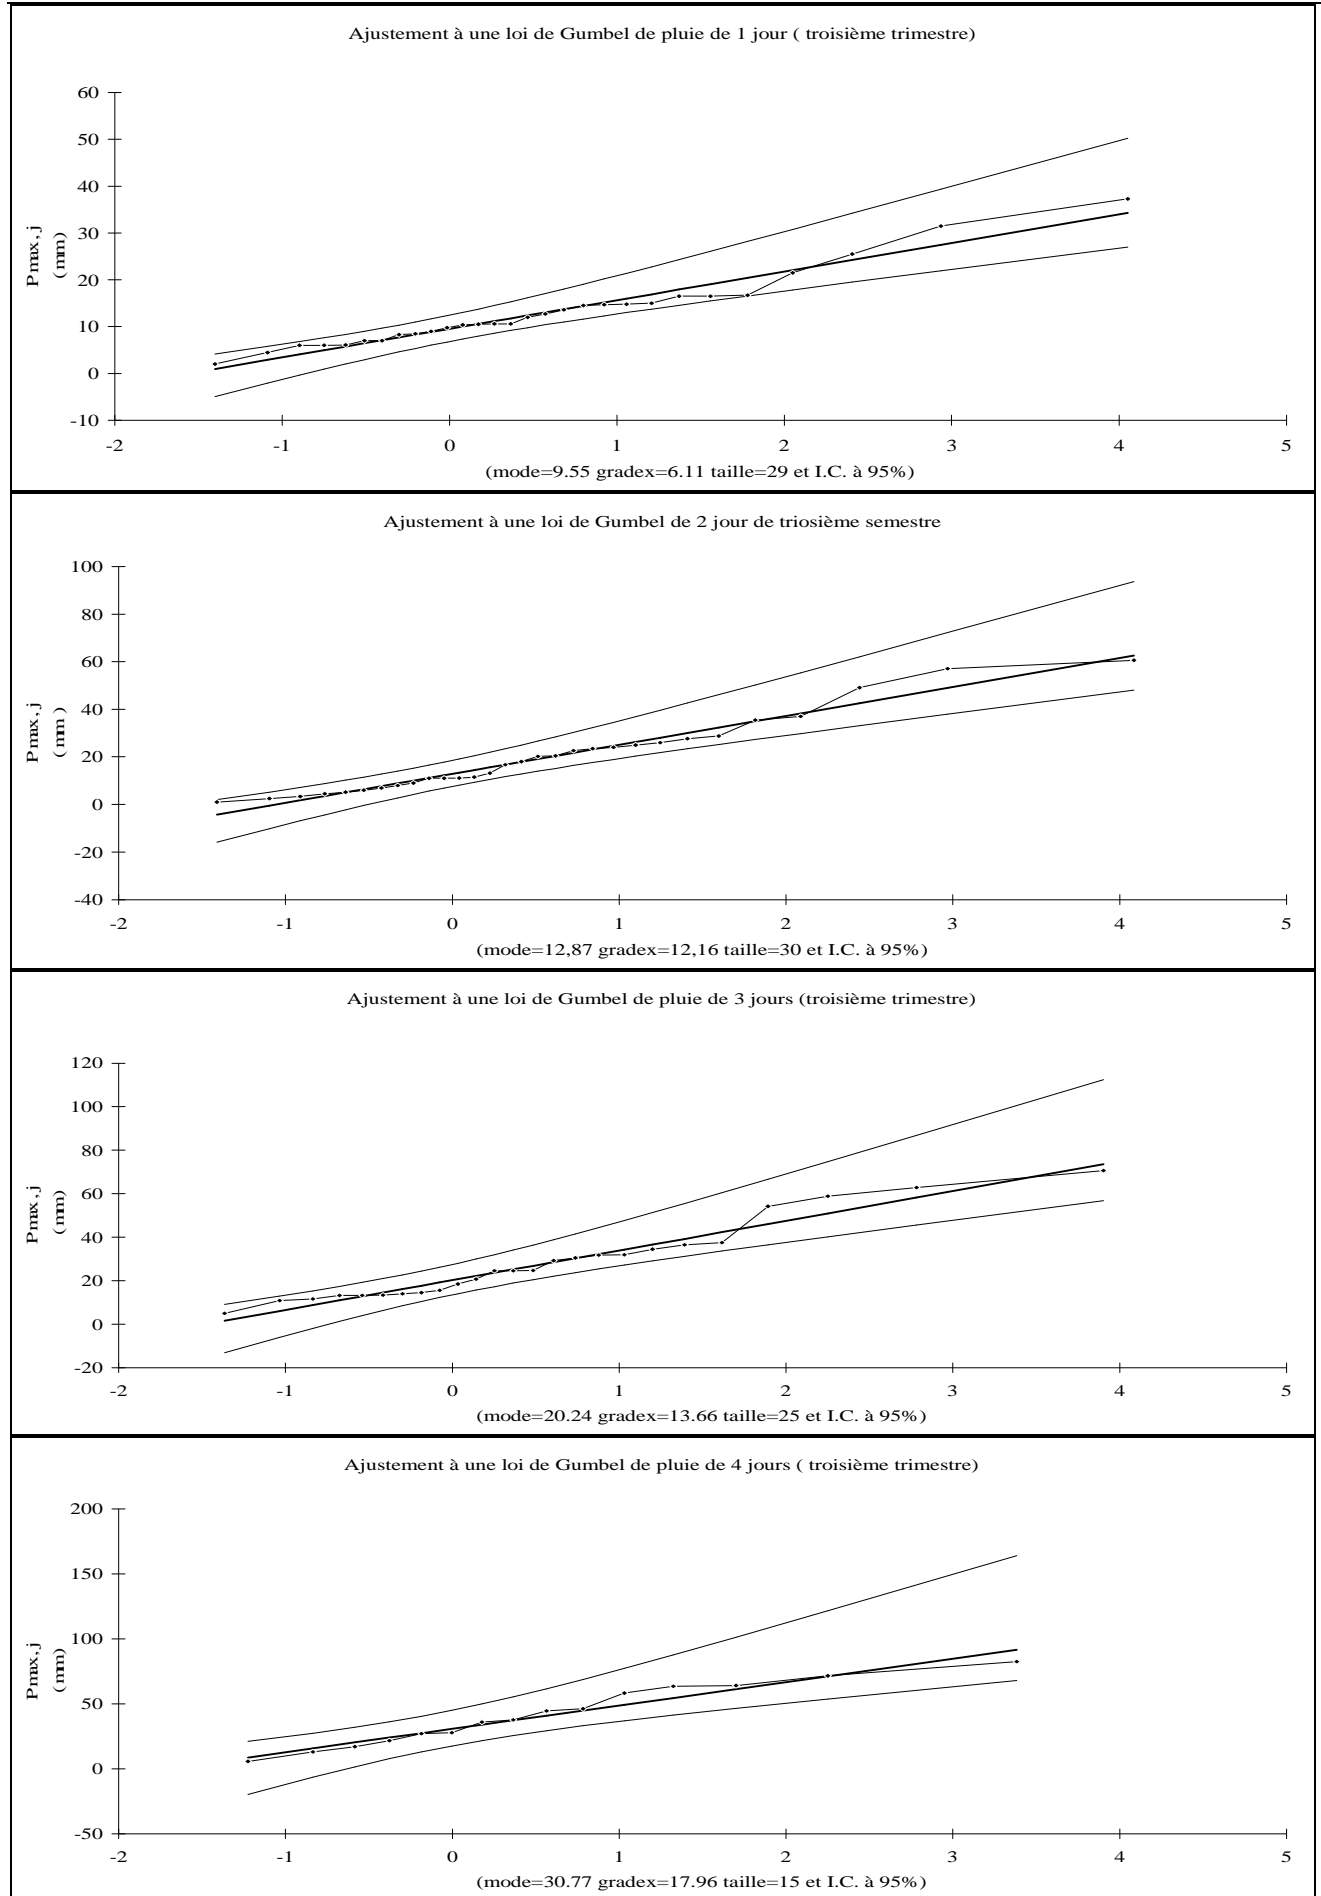 Ajustement à une loi de Gumbel de pluie de 1 jour ( troisième trimestre)
60
50
40
30
20
10
0
-10
Pmax,j
(mm)
-2 -1 0 1 2 3 4 5
(mode=9.55 gradex=6.11 taille=29 et I.C. à 95%)
Ajustement à une loi de Gumbel de 2 jour de triosième semestre
100
80
60
40
20
0
-20
-40
Pmax,j
(mm )
-2 -1 0 1 2 3 4 5
(mode=12,87 gradex=12,16 taille=30 et I.C. à 95%)
Ajustement à une loi de Gumbel de pluie de 3 jours (troisième trimestre)
120
100
80
60
40
20
0
-20
Pmax,j
(mm)
-2 -1 0 1 2 3 4 5
(mode=20.24 gradex=13.66 taille=25 et I.C. à 95%)
Ajustement à une loi de Gumbel de pluie de 4 jours ( troisième trimestre)
200
150
100
50
0
-50
Pmax,j
(mm)
-2 -1 0 1 2 3 4 5
(mode=30.77 gradex=17.96 taille=15 et I.C. à 95%)